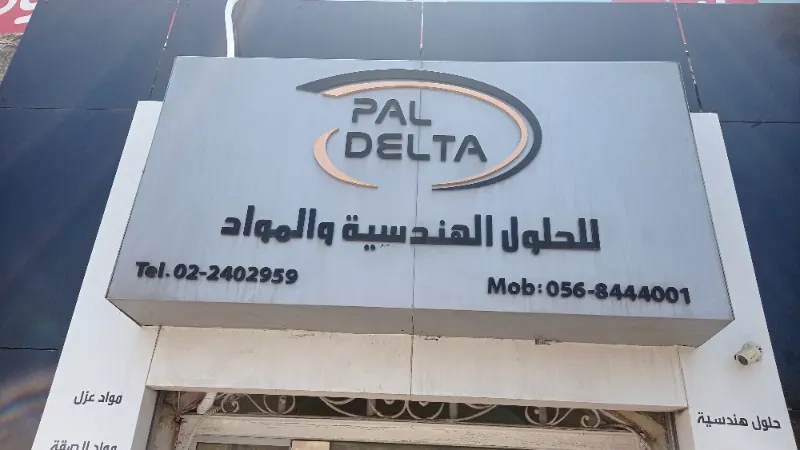 PAL
DELTA
للحلول الهندسية والمواد
Tel. 02-2402959
Mob: 056-8444001
مواد عزل
حلول هندسية